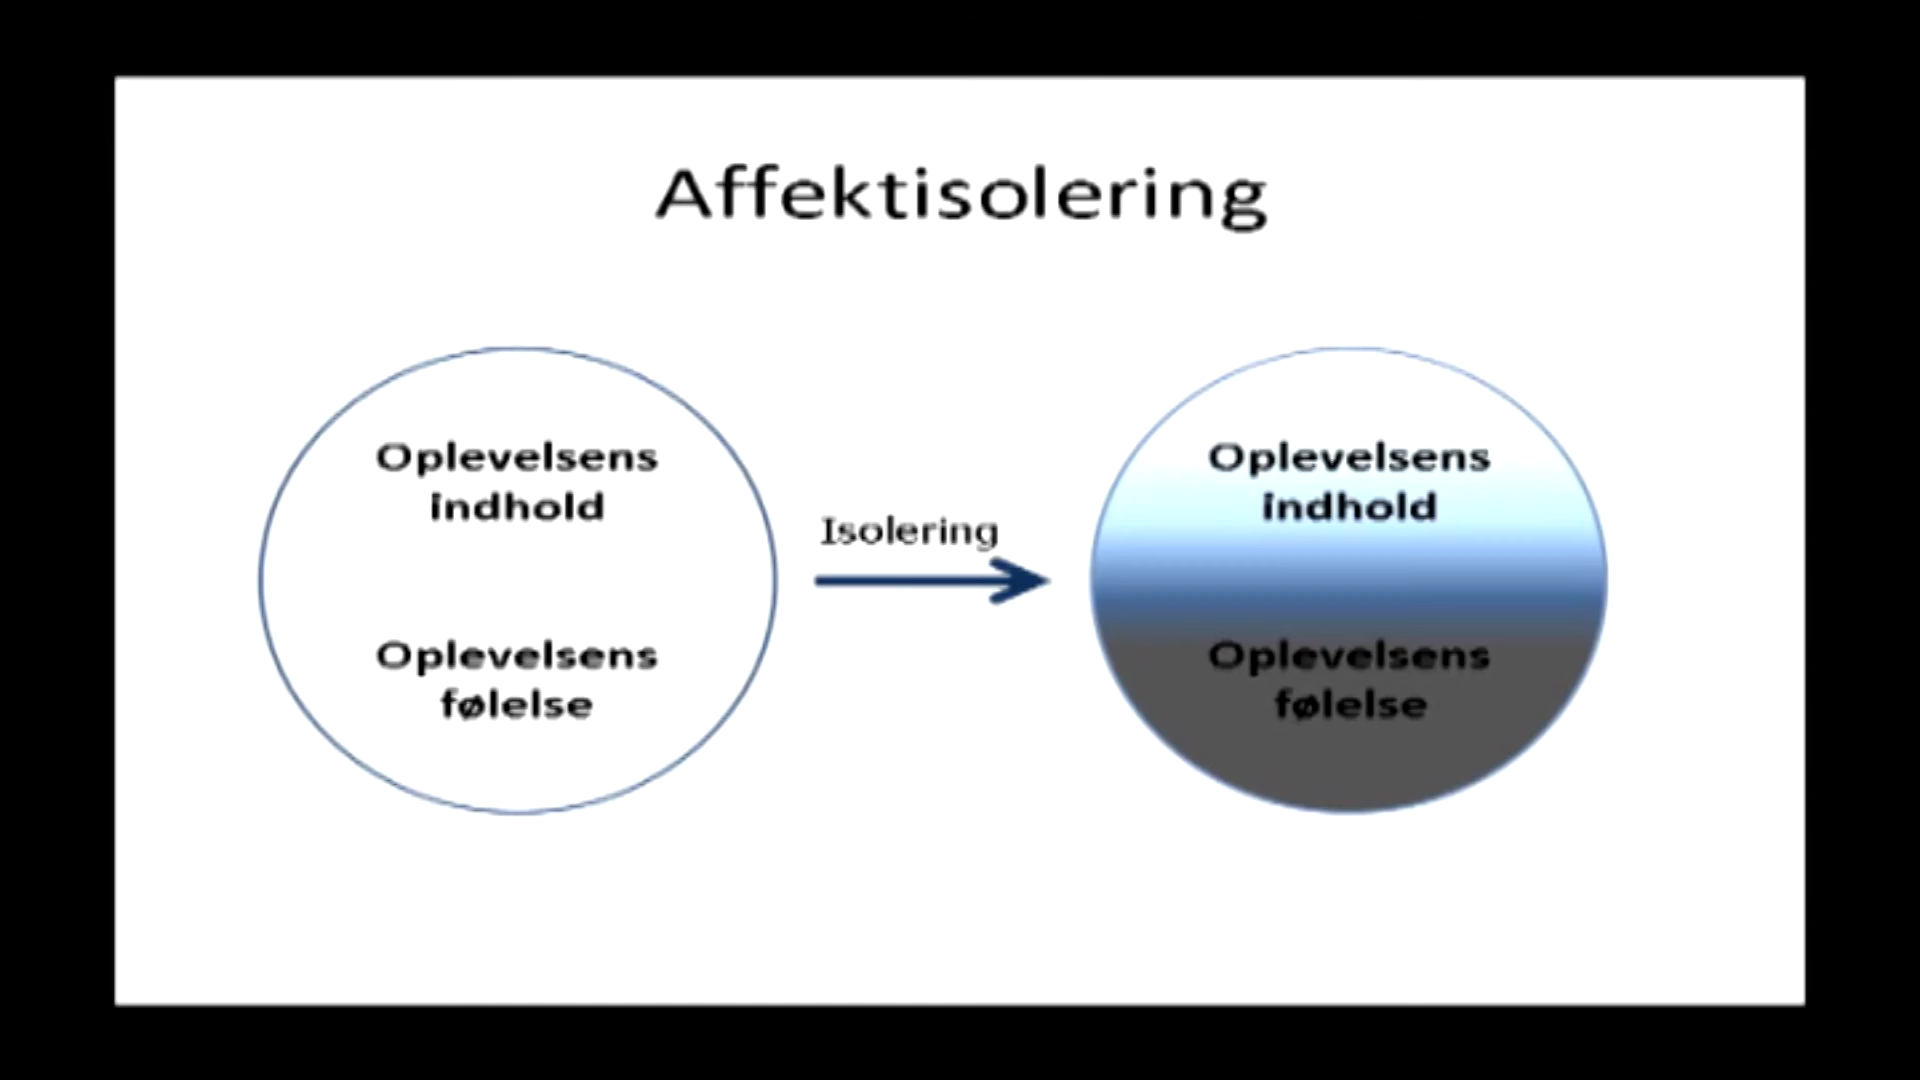 Affektisolering
Oplevelsens
indhold
Oplevelsens
følelse
Isolering
Oplevelsens
indhold
Oplevelsens
følelse